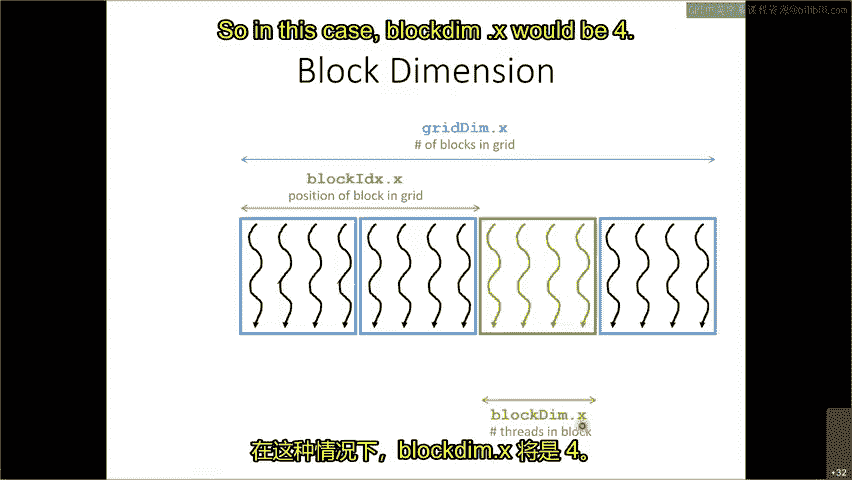 So in this case, blockdim .x would be 4.
Block Dimension
gridDim.x
# of blocks in grid
blockIdx.x
position of block in grid
blockDim.x
# threads in block
在这种情况下，blockdim.x 将是 4。
+32